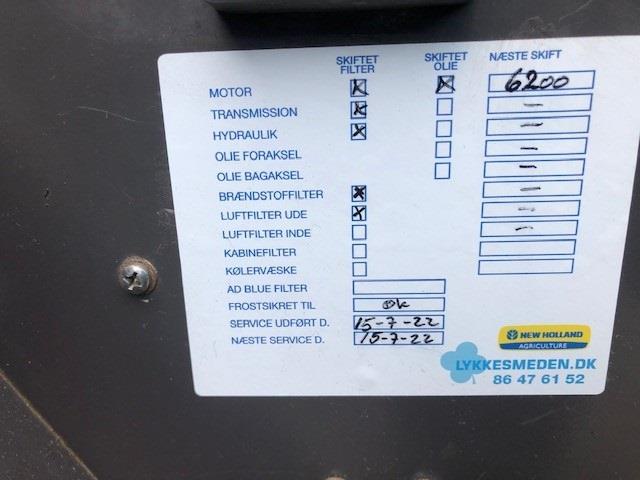 SKIFTET FILTER SKIFTET OLIE NÆSTE SKIFT
MOTOR X X 6200
TRANSMISSION X -
HYDRAULIK X -
OLIE FORAKSEL -
OLIE BAGAKSEL -
BRÆNDSTOFFILTER X -
LUFTFILTER UDE X -
LUFTFILTER INDE -
KABINEFILTER
KØLERVÆSKE
AD BLUE FILTER
FROSTSIKRET TIL OK
SERVICE UDFØRT D. 15-7-22
NÆSTE SERVICE D. 15-7-22
NEW HOLLAND
AGRICULTURE
LYKKESMEDEN.DK
86 47 61 52